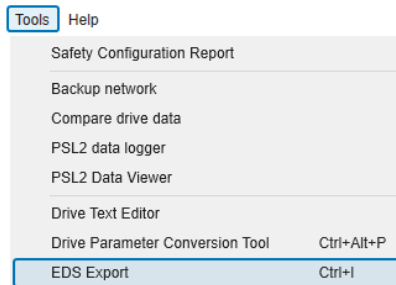 Tools Help
Safety Configuration Report
Backup network
Compare drive data
PSL2 data logger
PSL2 Data Viewer
Drive Text Editor
Drive Parameter Conversion Tool Ctrl+Alt+P
EDS Export Ctrl+I